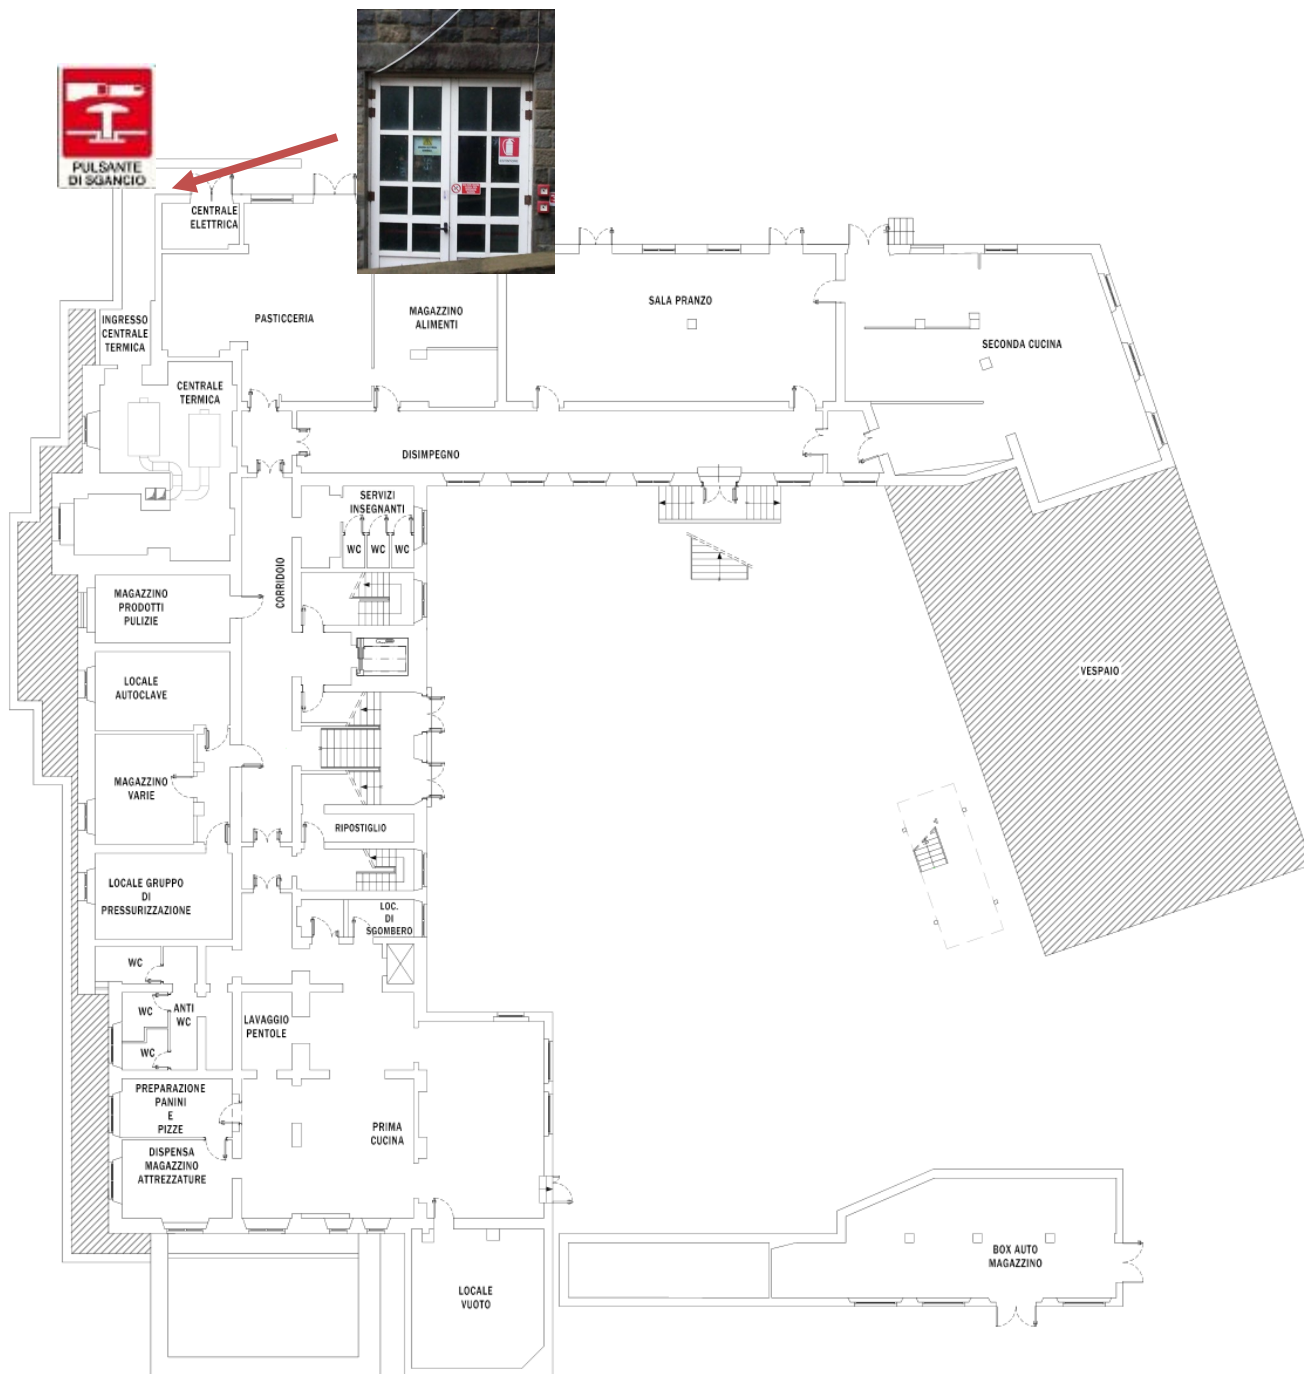 PULSANTE
DI SGANCIO
CENTRALE
ELETTRICA
INGRESSO
CENTRALE
TERMICA
PASTICCERIA
MAGAZZINO
ALIMENTI
SALA PRANZO
SECONDA CUCINA
CENTRALE
TERMICA
DISIMPEGNO
SERVIZI
INSEGNANTI
WC
WC
WC
CORRIDOIO
MAGAZZINO
PRODOTTI
PULIZIE
LOCALE
AUTOCLAVE
VESPAIO
MAGAZZINO
VARIE
RIPOSTIGLIO
LOCALE GRUPPO
DI
PRESSURIZZAZIONE
LOC.
DI
SGOMBERO
WC
WC
ANTI
WC
WC
LAVAGGIO
PENTOLE
PREPARAZIONE
PANINI
E
PIZZE
PRIMA
CUCINA
DISPENSA
MAGAZZINO
ATTREZZATURE
LOCALE
VUOTO
BOX AUTO
MAGAZZINO